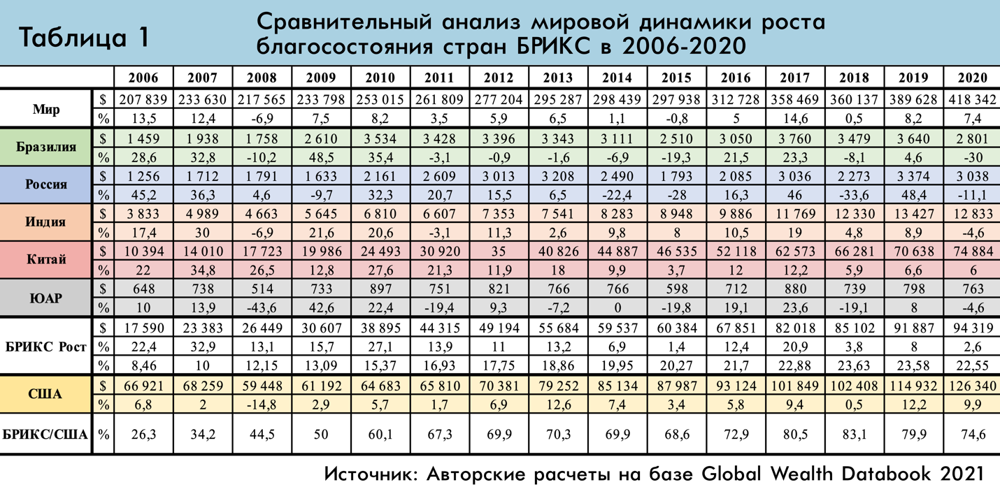 Таблица 1
Сравнительный анализ мировой динамики роста
благосостояния стран БРИКС в 2006-2020
2006 2007 2008 2009 2010 2011 2012 2013 2014 2015 2016 2017 2018 2019 2020
Мир
$ 207 839 233 630 217 565 233 798 253 015 261 809 277 204 295 287 298 439 297 938 312 728 358 469 360 137 389 628 418 342
% 13,5 12,4 -6,9 7,5 8,2 3,5 5,9 6,5 1,1 -0,8 5 14,6 0,5 8,2 7,4
Бразилия
$ 1 459 1 938 1 758 2 610 3 534 3 428 3 396 3 343 3 111 2 510 3 050 3 760 3 479 3 640 2 801
% 28,6 32,8 -10,2 48,5 35,4 -3,1 -0,9 -1,6 -6,9 -19,3 21,5 23,3 -8,1 4,6 -30
Россия
$ 1 256 1 712 1 791 1 633 2 161 2 609 3 013 3 208 2 490 1 793 2 085 3 036 2 273 3 374 3 038
% 45,2 36,3 4,6 -9,7 32,3 20,7 15,5 6,5 -22,4 -28 16,3 46 -33,6 48,4 -11,1
Индия
$ 3 833 4 989 4 663 5 645 6 810 6 607 7 353 7 541 8 283 8 948 9 886 11 769 12 330 13 427 12 833
% 17,4 30 -6,9 21,6 20,6 -3,1 11,3 2,6 9,8 8 10,5 19 4,8 8,9 -4,6
Китай
$ 10 394 14 010 17 723 19 986 24 493 30 920 35 40 826 44 887 46 535 52 118 62 573 66 281 70 638 74 884
% 22 34,8 26,5 12,8 27,6 21,3 11,9 18 9,9 3,7 12 12,2 5,9 6,6 6
ЮАР
$ 648 738 514 733 897 751 821 766 766 598 712 880 739 798 763
% 10 13,9 -43,6 42,6 22,4 -19,4 9,3 -7,2 0 -19,8 19,1 23,6 -19,1 8 -4,6
БРИКС Рост
$ 17 590 23 383 26 449 30 607 38 895 44 315 49 194 55 684 59 537 60 384 67 851 82 018 85 102 91 887 94 319
% 22,4 32,9 13,1 15,7 27,1 13,9 11 13,2 6,9 1,4 12,4 20,9 3,8 8 2,6
% 8,46 10 12,15 13,09 15,37 16,93 17,75 18,86 19,95 20,27 21,7 22,88 23,63 23,58 22,55
США
$ 66 921 68 259 59 448 61 192 64 683 65 810 70 381 79 252 85 134 87 987 93 124 101 849 102 408 114 932 126 340
% 6,8 2 -14,8 2,9 5,7 1,7 6,9 12,6 7,4 3,4 5,8 9,4 0,5 12,2 9,9
БРИКС/США % 26,3 34,2 44,5 50 60,1 67,3 69,9 70,3 69,9 68,6 72,9 80,5 83,1 79,9 74,6
Источник: Авторские расчеты на базе Global Wealth Databook 2021